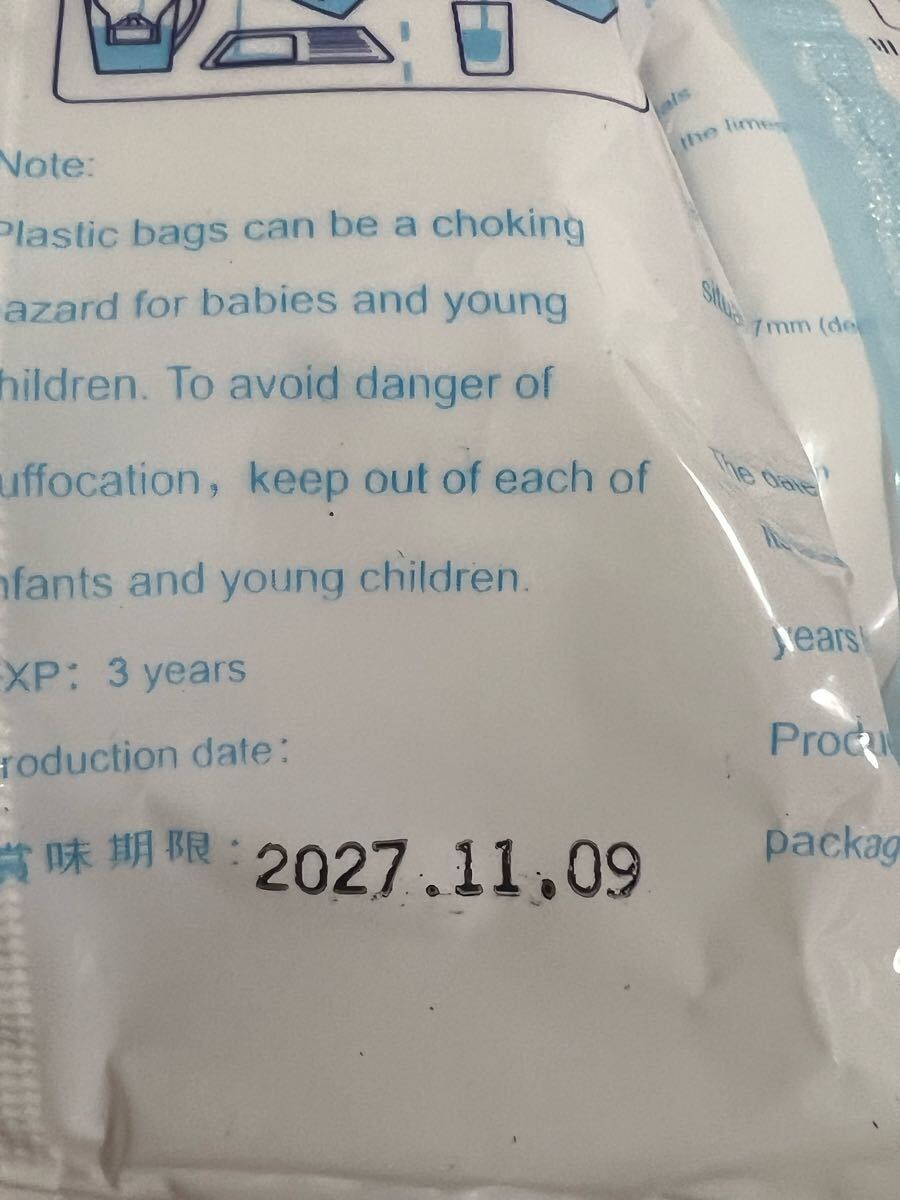 Note:
Plastic bags can be a choking
azard for babies and young
hildren. To avoid danger of
uffocation，keep out of each of
nfants and young children.
XP：3 years
roduction date：
賞味期限：2027.11.09
the times
7mm (de
The date
years
Produ
packag